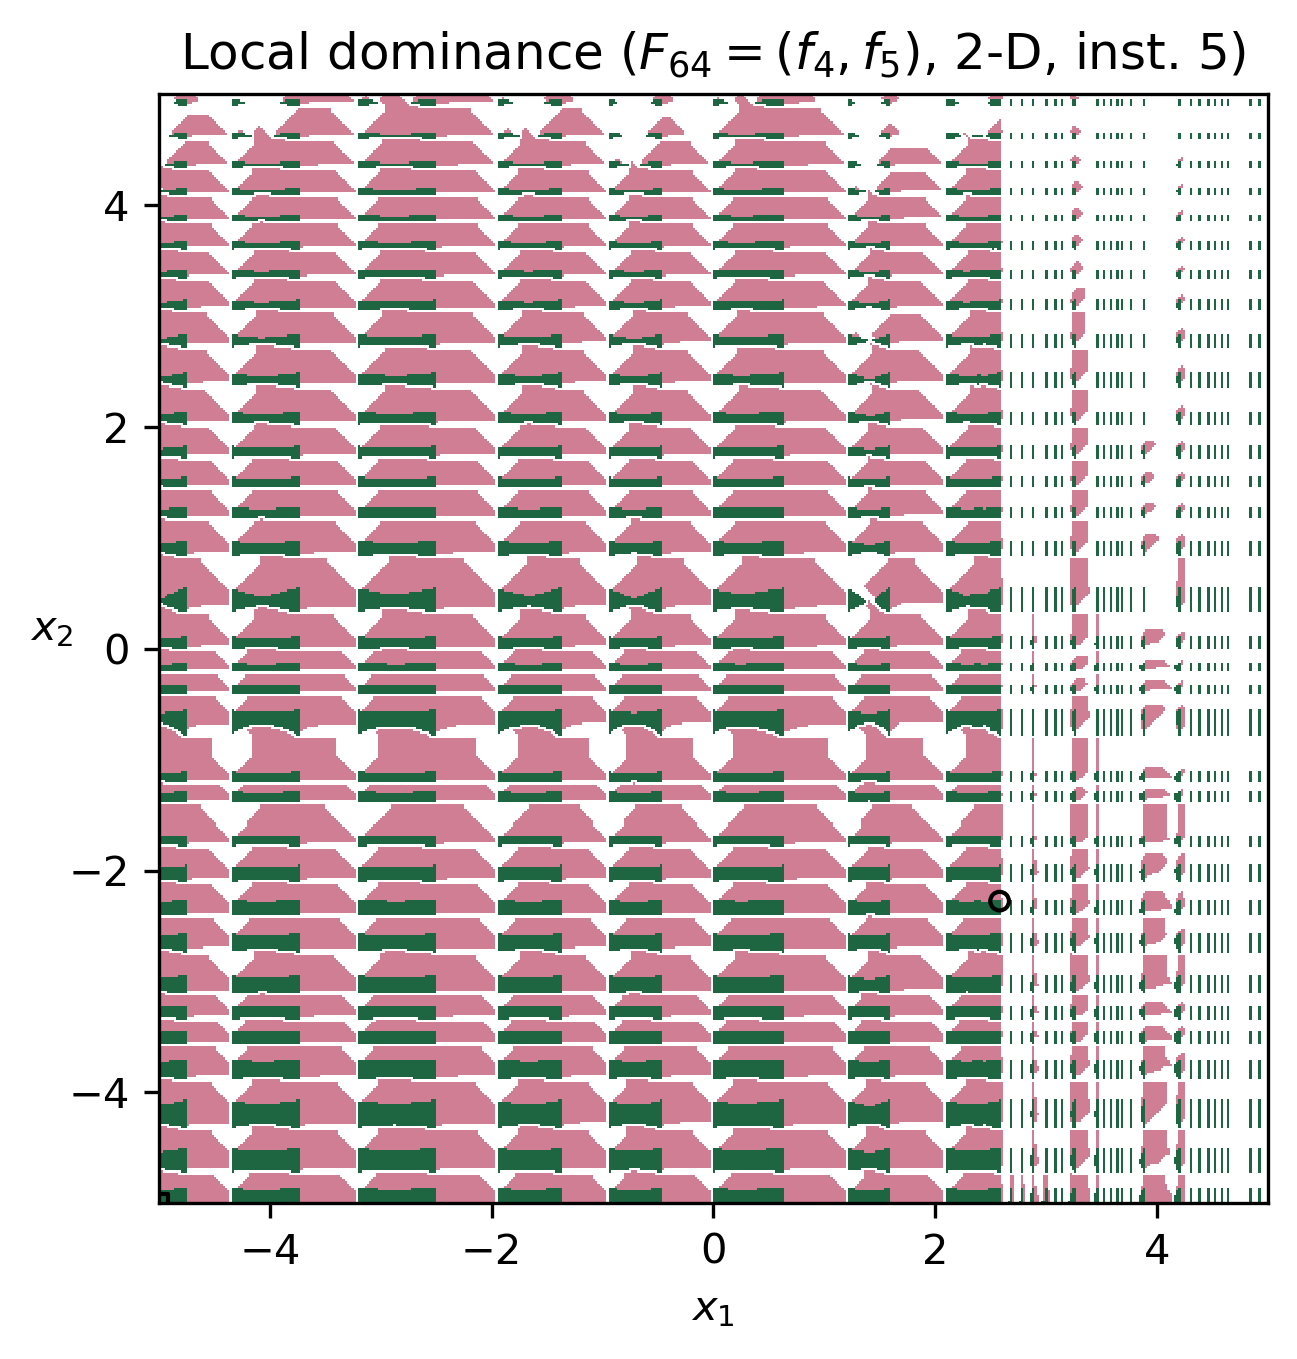 Local dominance (F₆₄ = (f₄, f₅), 2-D, inst. 5)
4
2
x₂
0
−2
−4
−4 −2 0 2 4
x₁